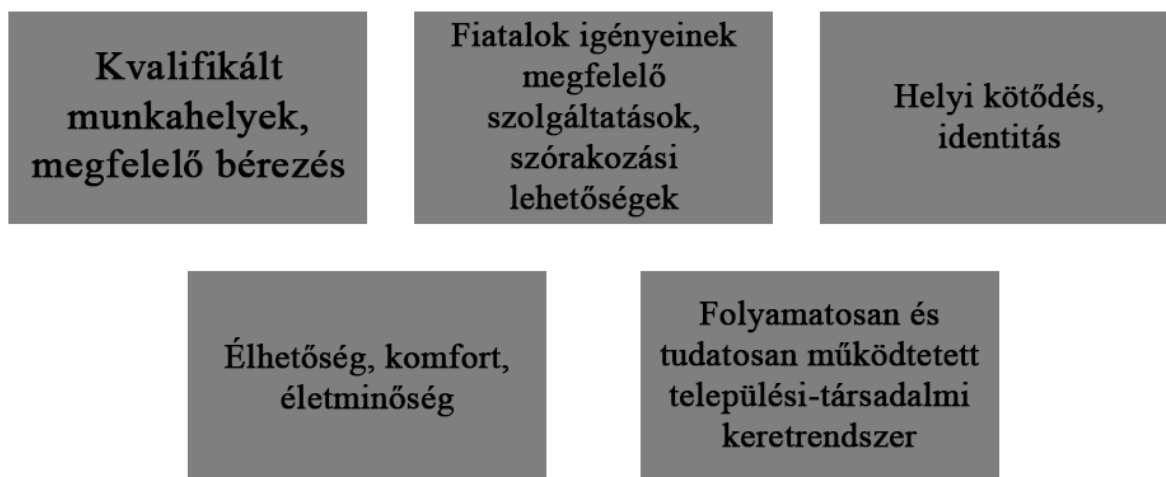 Kvalifikált
munkahelyek,
megfelelő bérezés
Fiatalok igényeinek
megfelelő
szolgáltatások,
szórakozási
lehetőségek
Helyi kötődés,
identitás
Élhetőség, komfort,
életminőség
Folyamatosan és
tudatosan működtetett
települési-társadalmi
keretrendszer